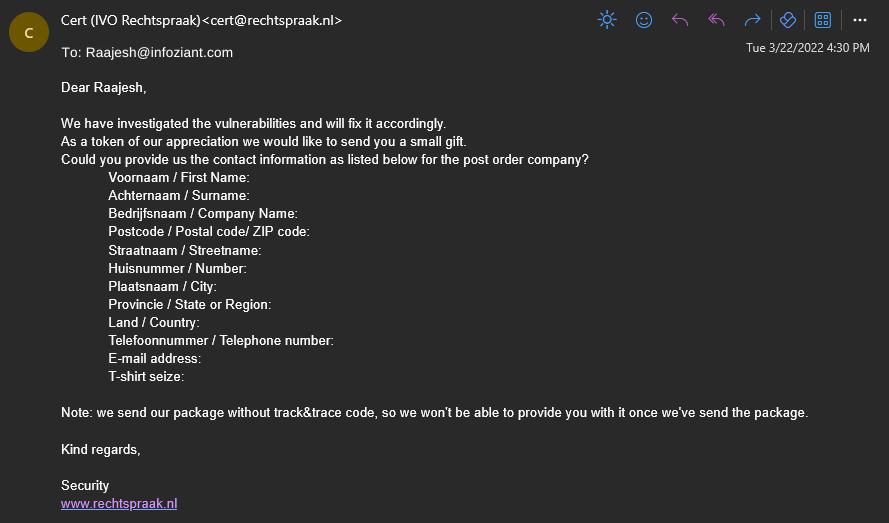 C
Cert (IVO Rechtspraak)<cert@rechtspraak.nl>
To: Raajesh@infoziant.com
Tue 3/22/2022 4:30 PM
Dear Raajesh,
We have investigated the vulnerabilities and will fix it accordingly.
As a token of our appreciation we would like to send you a small gift.
Could you provide us the contact information as listed below for the post order company?
Voornaam / First Name:
Achternaam / Surname:
Bedrijfsnaam / Company Name:
Postcode / Postal code/ ZIP code:
Straatnaam / Streetname:
Huisnummer / Number:
Plaatsnaam / City:
Provincie / State or Region:
Land / Country:
Telefoonnummer / Telephone number:
E-mail address:
T-shirt seize:
Note: we send our package without track&trace code, so we won't be able to provide you with it once we've send the package.
Kind regards,
Security
www.rechtspraak.nl